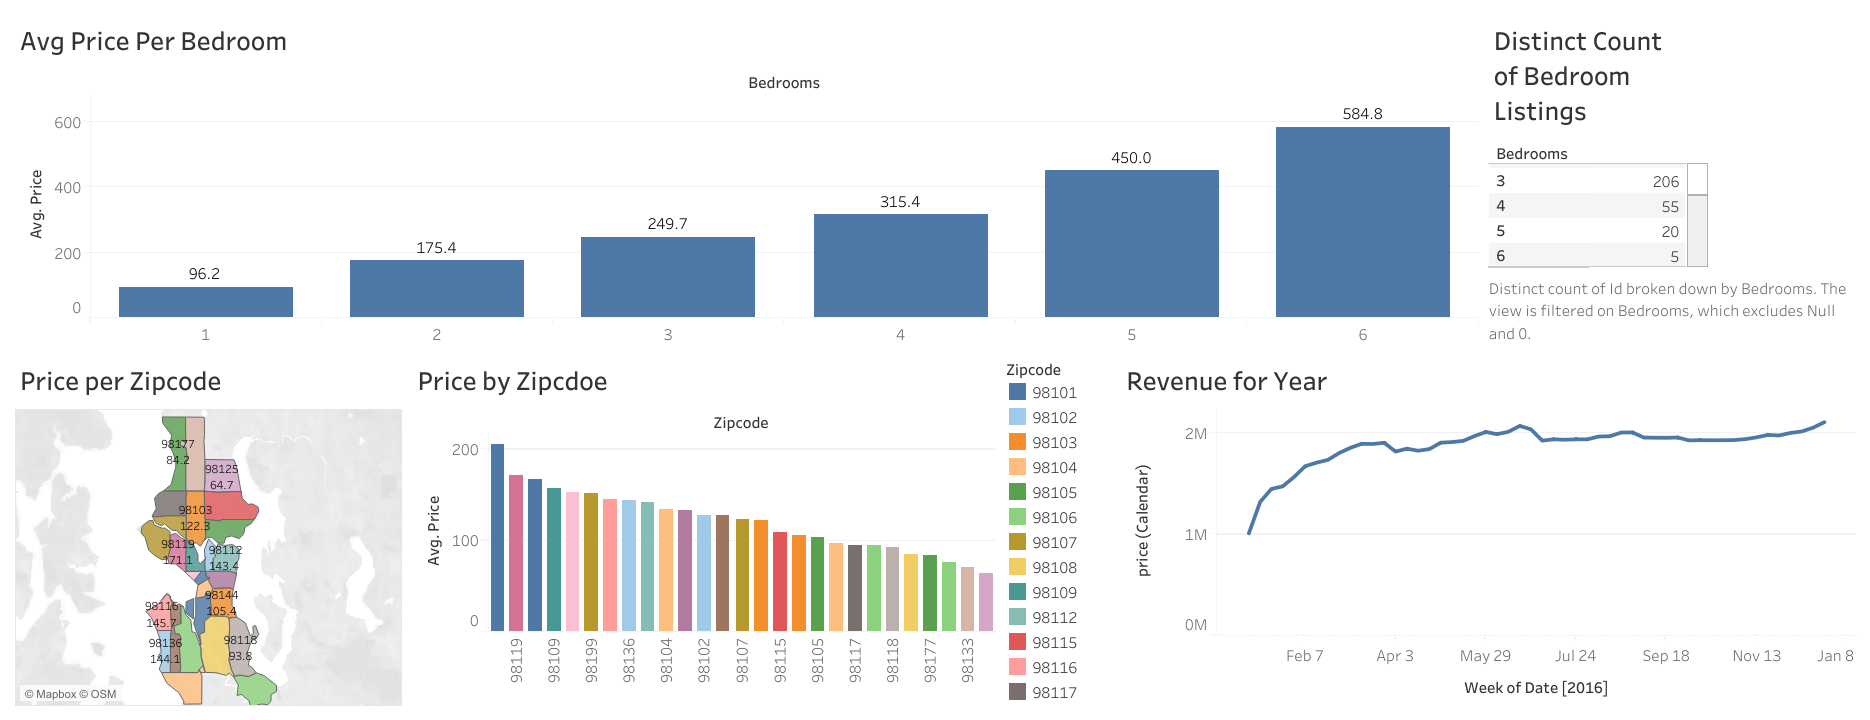 Avg Price Per Bedroom
Bedrooms
Avg. Price
600
400
200
0
96.2
175.4
249.7
315.4
450.0
584.8
1
2
3
4
5
6
Distinct Count
of Bedroom
Listings
Bedrooms
3 206
4 55
5 20
6 5
Distinct count of Id broken down by Bedrooms. The
view is filtered on Bedrooms, which excludes Null
and 0.
Price per Zipcode
98177
84.2
98125
64.7
98103
122.3
98119
171.1
98112
143.4
98144
105.4
98116
145.7
98136
144.1
98118
93.8
© Mapbox © OSM
Price by Zipcdoe
Zipcode
Avg. Price
200
100
0
98119
98109
98199
98136
98104
98102
98107
98115
98105
98117
98118
98177
98133
Zipcode
98101
98102
98103
98104
98105
98106
98107
98108
98109
98112
98115
98116
98117
Revenue for Year
price (Calendar)
2M
1M
0M
Feb 7
Apr 3
May 29
Jul 24
Sep 18
Nov 13
Jan 8
Week of Date [2016]